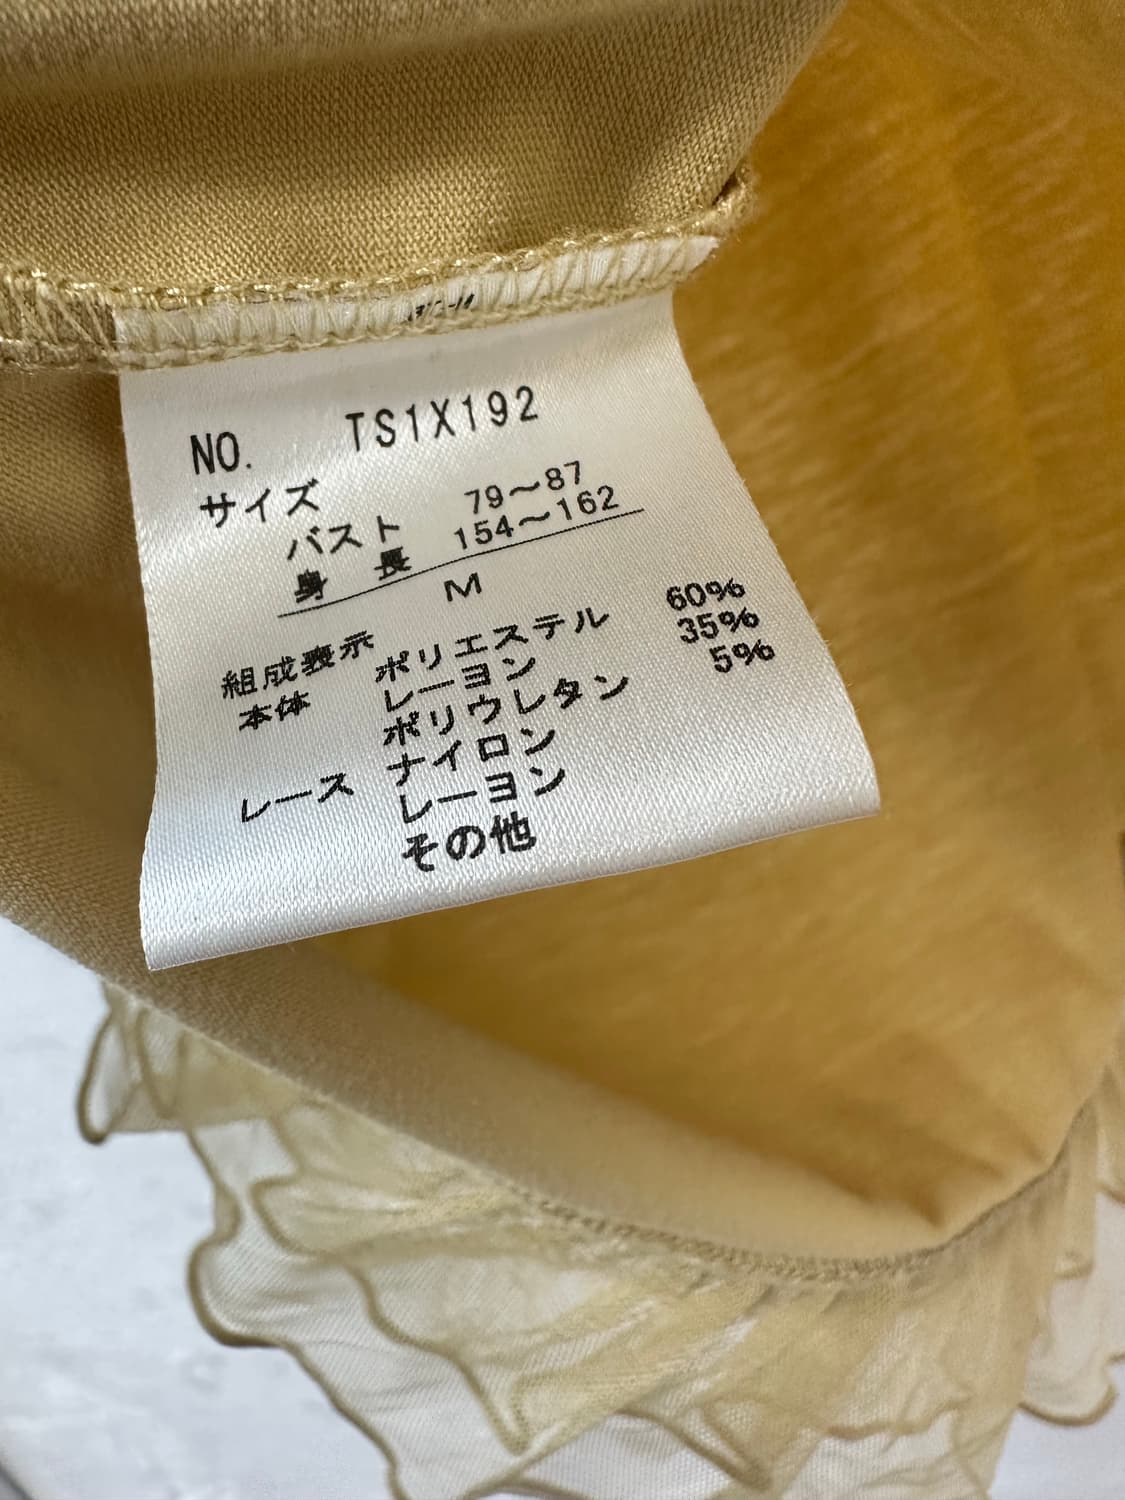 NO. TS1X192
サイズ
バスト 79～87
身長 154～162
M
組成表示
本体 ポリエステル 60%
レーヨン 35%
ポリウレタン 5%
レース ナイロン
レーヨン
その他